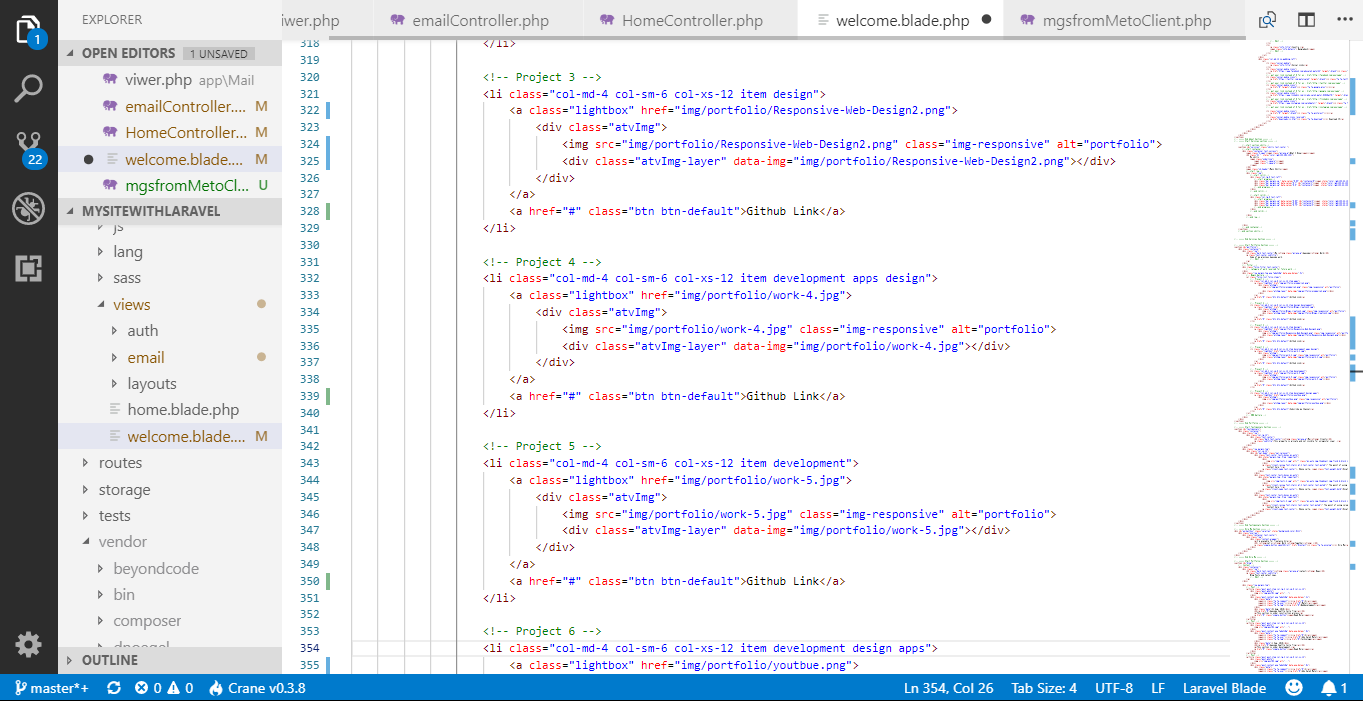 EXPLORER
1
OPEN EDITORS 1 UNSAVED
viwer.php app\Mail
emailController.... M
HomeController... M
welcome.blade.... M
mgsfromMetoCl... U
22
MYSITEWITHLARAVEL
js
lang
sass
views
auth
email
layouts
home.blade.php
welcome.blade.... M
routes
storage
tests
vendor
beyondcode
bin
composer
OUTLINE
iwer.php emailController.php HomeController.php welcome.blade.php mgsfromMetoClient.php
318 </li>
319
320 <!-- Project 3 -->
321 <li class="col-md-4 col-sm-6 col-xs-12 item design">
322 <a class="lightbox" href="img/portfolio/Responsive-Web-Design2.png">
323 <div class="atvImg">
324 <img src="img/portfolio/Responsive-Web-Design2.png" class="img-responsive" alt="portfolio">
325 <div class="atvImg-layer" data-img="img/portfolio/Responsive-Web-Design2.png"></div>
326 </div>
327 </a>
328 <a href="#" class="btn btn-default">Github Link</a>
329 </li>
330
331 <!-- Project 4 -->
332 <li class="col-md-4 col-sm-6 col-xs-12 item development apps design">
333 <a class="lightbox" href="img/portfolio/work-4.jpg">
334 <div class="atvImg">
335 <img src="img/portfolio/work-4.jpg" class="img-responsive" alt="portfolio">
336 <div class="atvImg-layer" data-img="img/portfolio/work-4.jpg"></div>
337 </div>
338 </a>
339 <a href="#" class="btn btn-default">Github Link</a>
340 </li>
341
342 <!-- Project 5 -->
343 <li class="col-md-4 col-sm-6 col-xs-12 item development">
344 <a class="lightbox" href="img/portfolio/work-5.jpg">
345 <div class="atvImg">
346 <img src="img/portfolio/work-5.jpg" class="img-responsive" alt="portfolio">
347 <div class="atvImg-layer" data-img="img/portfolio/work-5.jpg"></div>
348 </div>
349 </a>
350 <a href="#" class="btn btn-default">Github Link</a>
351 </li>
352
353 <!-- Project 6 -->
354 <li class="col-md-4 col-sm-6 col-xs-12 item development design apps">
355 <a class="lightbox" href="img/portfolio/youtbue.png">
master*+ 0 0 Crane v0.3.8 Ln 354, Col 26 Tab Size: 4 UTF-8 LF Laravel Blade 1